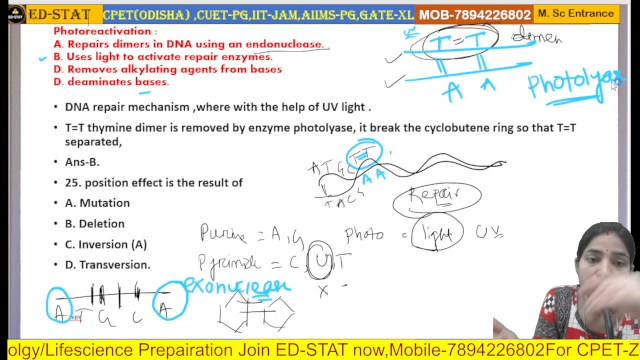 ED-STAT CPET(ODISHA) ,CUET-PG,IIT-JAM,AIIMS-PG,GATE-XL MOB-7894226802 M. Sc Entrance
Photoreactivation :
A. Repairs dimers in DNA using an endonuclease.
B. Uses light to activate repair enzymes.
D. Removes alkylating agents from bases
D. deaminates bases.
T = T dimer
A A
Photolyas
• DNA repair mechanism ,where with the help of UV light .
• T=T thymine dimer is removed by enzyme photolyase, it break the cyclobutene ring so that T=T
separated,
• Ans-B.
• 25. position effect is the result of
• A. Mutation
• B. Deletion
• C. Inversion (A)
• D. Transversion.
A T G C T T
A A
T A C G
Repair
Purine = A, G
Photo = light UV
Pyramide = C, U, T
exonuclear
x
A T G C A
ology/Lifescience Prepairation Join ED-STAT now,Mobile-7894226802For CPET-Z